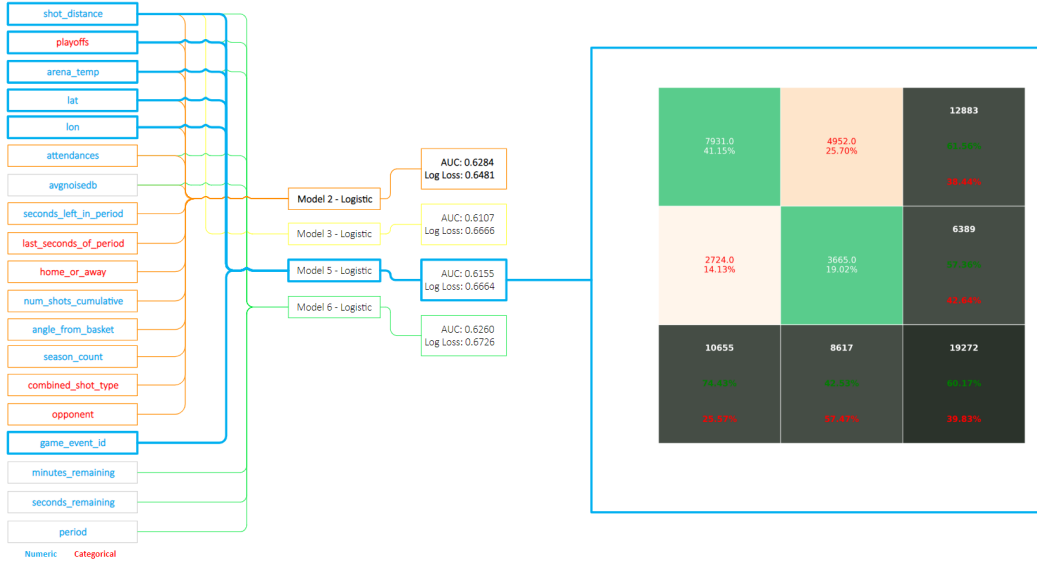 shot_distance
playoffs
arena_temp
lat
lon
attendances
avgnoisedb
seconds_left_in_period
last_seconds_of_period
home_or_away
num_shots_cumulative
angle_from_basket
season_count
combined_shot_type
opponent
game_event_id
minutes_remaining
seconds_remaining
period
Numeric Categorical
Model 2 - Logistic
Model 3 - Logistic
Model 5 - Logistic
Model 6 - Logistic
AUC: 0.6284
Log Loss: 0.6481
AUC: 0.6107
Log Loss: 0.6666
AUC: 0.6155
Log Loss: 0.6664
AUC: 0.6260
Log Loss: 0.6726
7931.0
41.15%
4952.0
25.70%
12883
38.44%
2724.0
14.13%
3665.0
19.02%
6389
10655
8617
19272
60.17%
39.83%